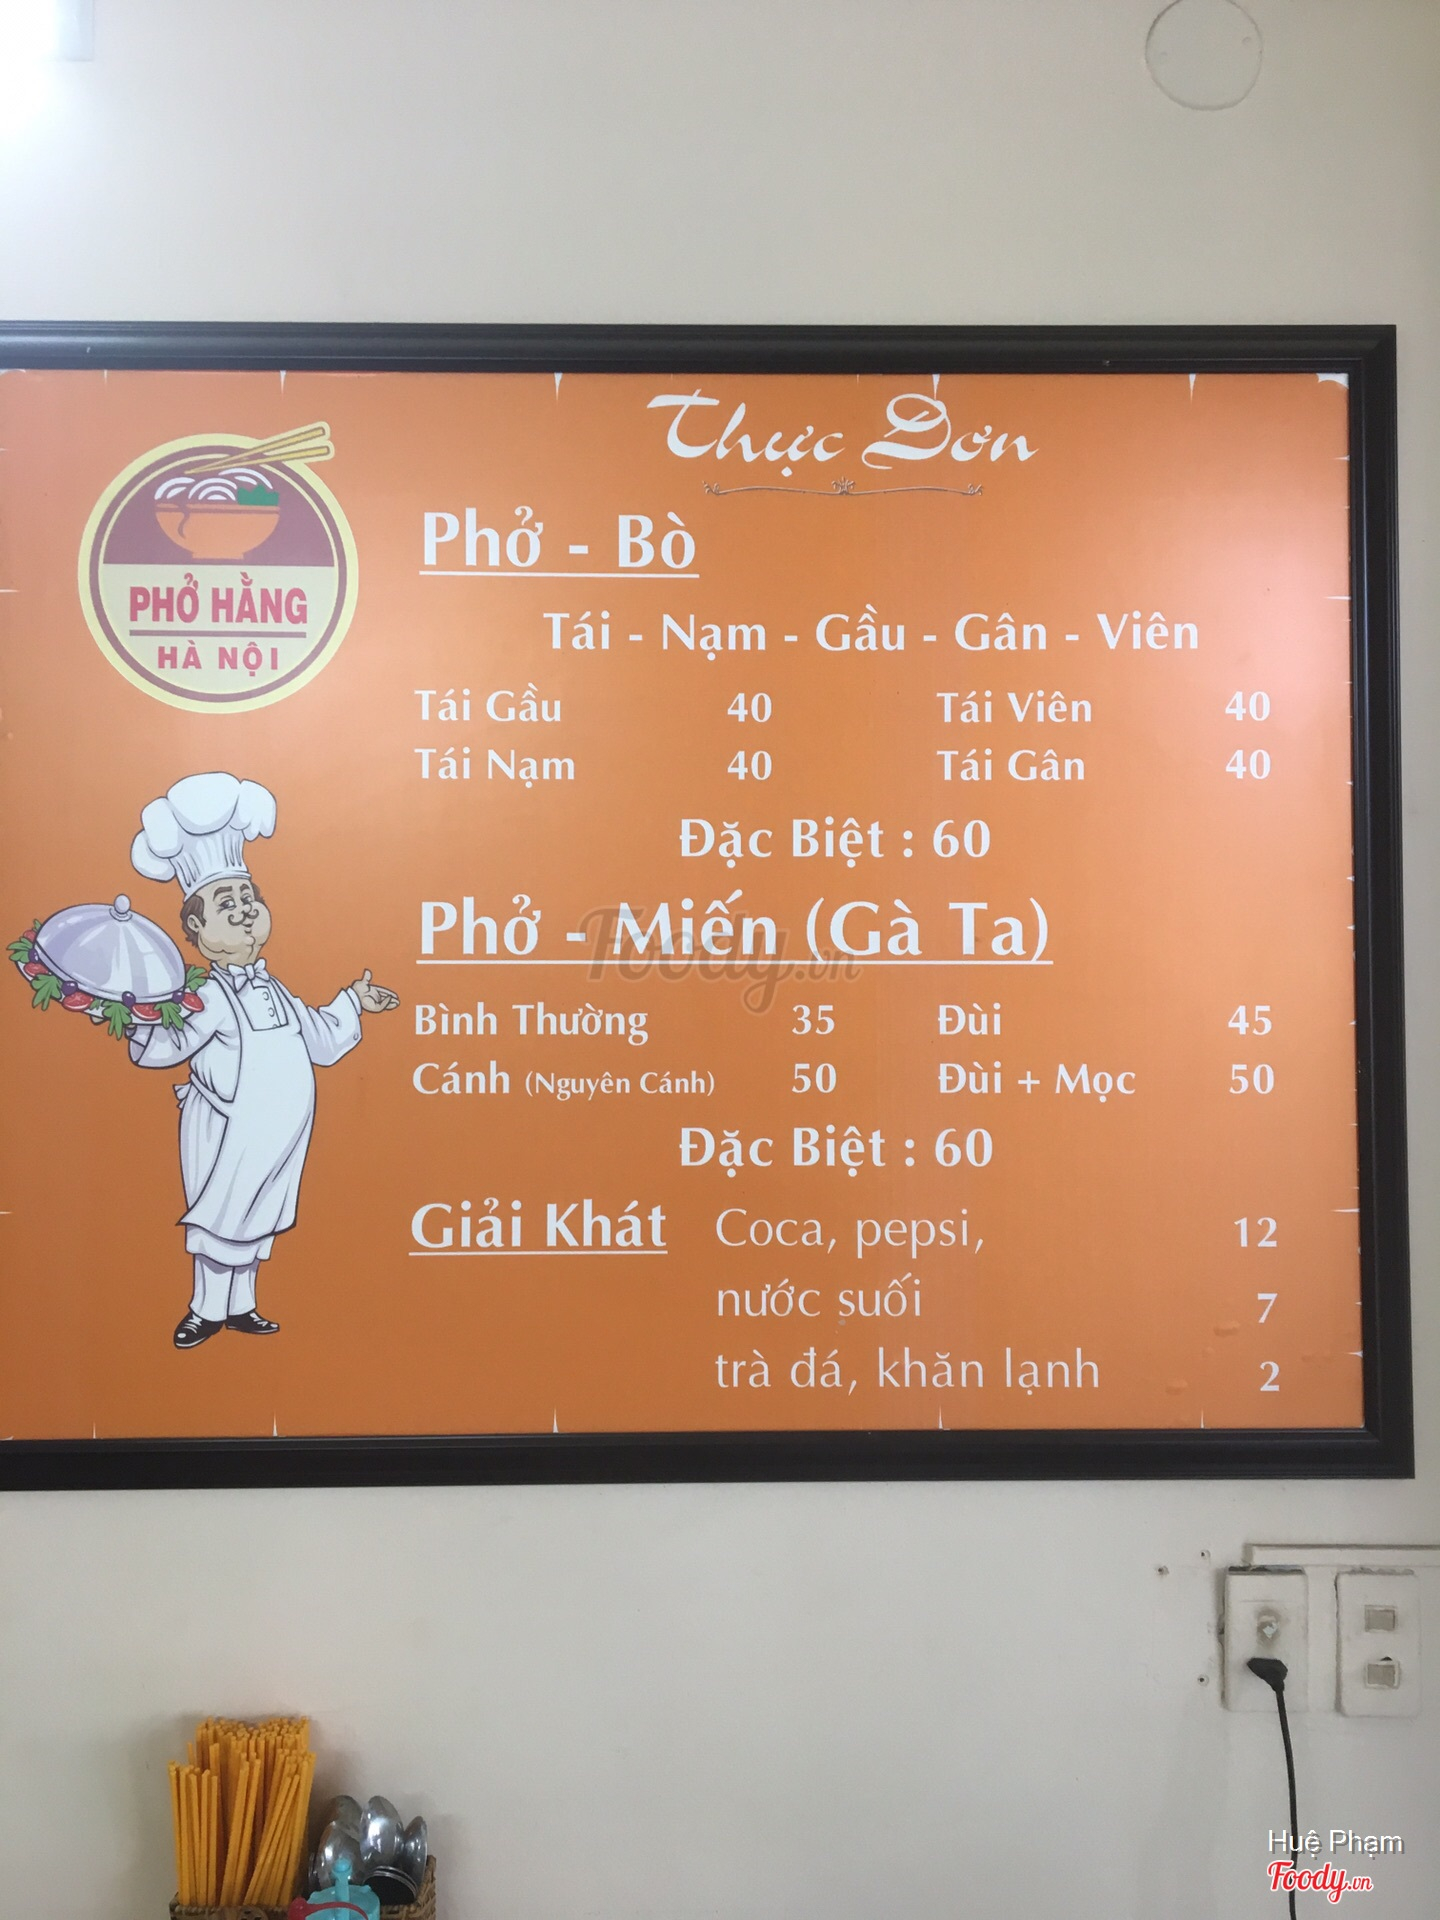 Thực Đơn
PHỞ HẰNG
HÀ NỘI
Phở - Bò
Tái - Nạm - Gầu - Gân - Viên
Tái Gầu 40 Tái Viên 40
Tái Nạm 40 Tái Gân 40
Đặc Biệt : 60
Phở - Miến (Gà Ta)
Foody.vn
Bình Thường 35 Đùi 45
Cánh (Nguyên Cánh) 50 Đùi + Mọc 50
Đặc Biệt : 60
Giải Khát Coca, pepsi, 12
nước suối 7
trà đá, khăn lạnh 2
Huệ Phạm
Foody.vn